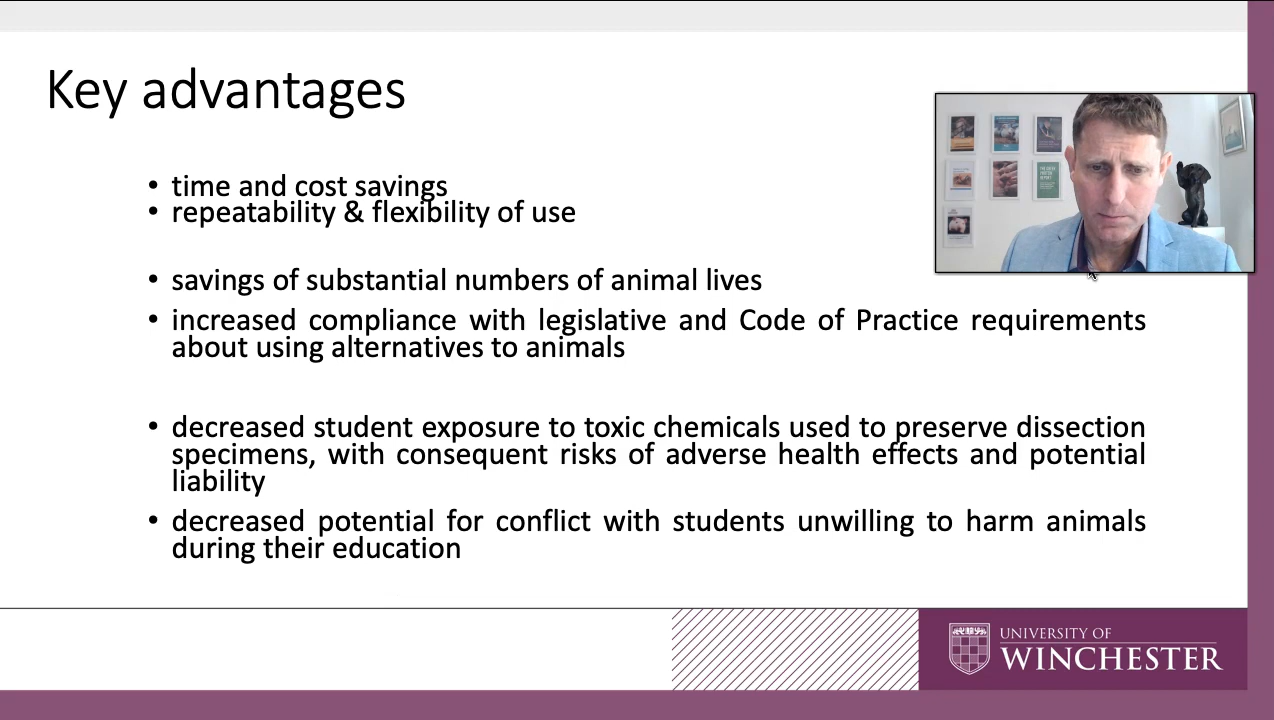 Key advantages
• time and cost savings
• repeatability & flexibility of use
• savings of substantial numbers of animal lives
• increased compliance with legislative and Code of Practice requirements
about using alternatives to animals
• decreased student exposure to toxic chemicals used to preserve dissection
specimens, with consequent risks of adverse health effects and potential
liability
• decreased potential for conflict with students unwilling to harm animals
during their education
UNIVERSITY OF
WINCHESTER